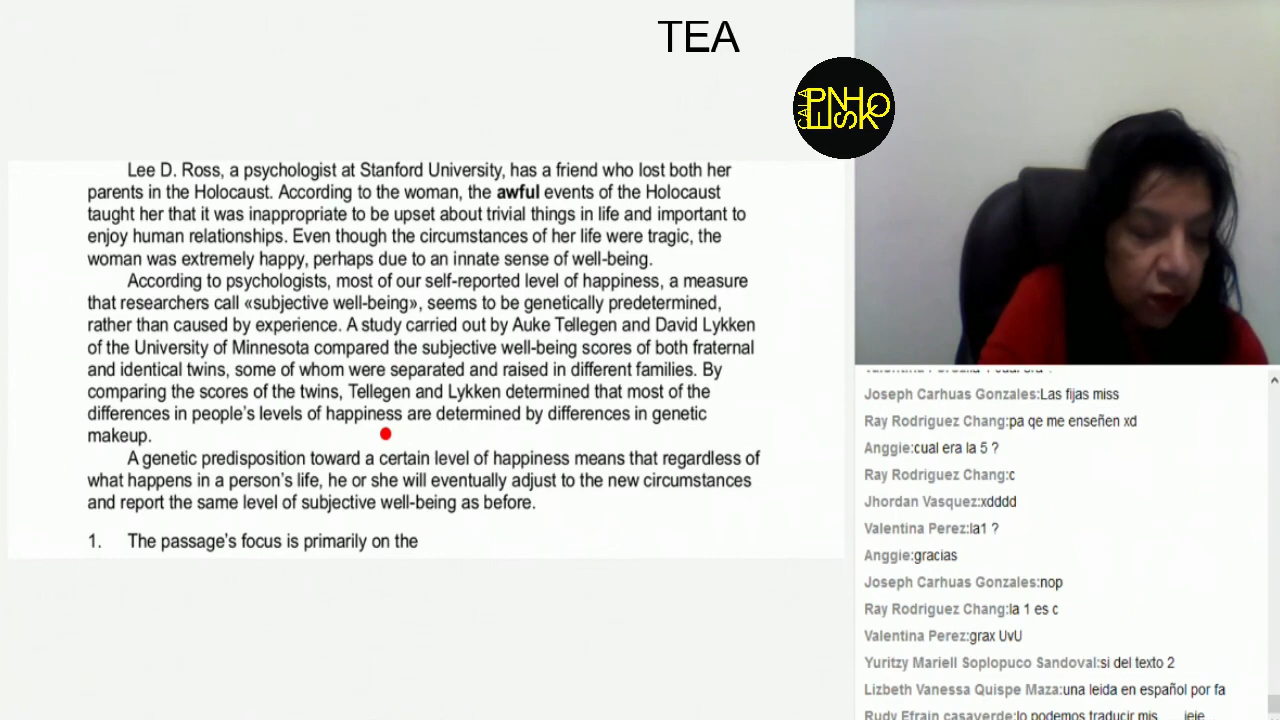 TEA
CALA
PENHOSK
Lee D. Ross, a psychologist at Stanford University, has a friend who lost both her
parents in the Holocaust. According to the woman, the awful events of the Holocaust
taught her that it was inappropriate to be upset about trivial things in life and important to
enjoy human relationships. Even though the circumstances of her life were tragic, the
woman was extremely happy, perhaps due to an innate sense of well-being.
According to psychologists, most of our self-reported level of happiness, a measure
that researchers call «subjective well-being», seems to be genetically predetermined,
rather than caused by experience. A study carried out by Auke Tellegen and David Lykken
of the University of Minnesota compared the subjective well-being scores of both fraternal
and identical twins, some of whom were separated and raised in different families. By
comparing the scores of the twins, Tellegen and Lykken determined that most of the
differences in people's levels of happiness are determined by differences in genetic
makeup.
A genetic predisposition toward a certain level of happiness means that regardless of
what happens in a person's life, he or she will eventually adjust to the new circumstances
and report the same level of subjective well-being as before.
1. The passage's focus is primarily on the
Joseph Carhuas Gonzales:Las fijas miss
Ray Rodriguez Chang:pa qe me enseñen xd
Anggie:cual era la 5 ?
Ray Rodriguez Chang:c
Jhordan Vasquez:xdddd
Valentina Perez:la1 ?
Anggie:gracias
Joseph Carhuas Gonzales:nop
Ray Rodriguez Chang:la 1 es c
Valentina Perez:grax UvU
Yuritzy Mariell Soplopuco Sandoval:si del texto 2
Lizbeth Vanessa Quispe Maza:una leida en español por fa
Rudy Efrain casaverde:lo podemos traducir mis